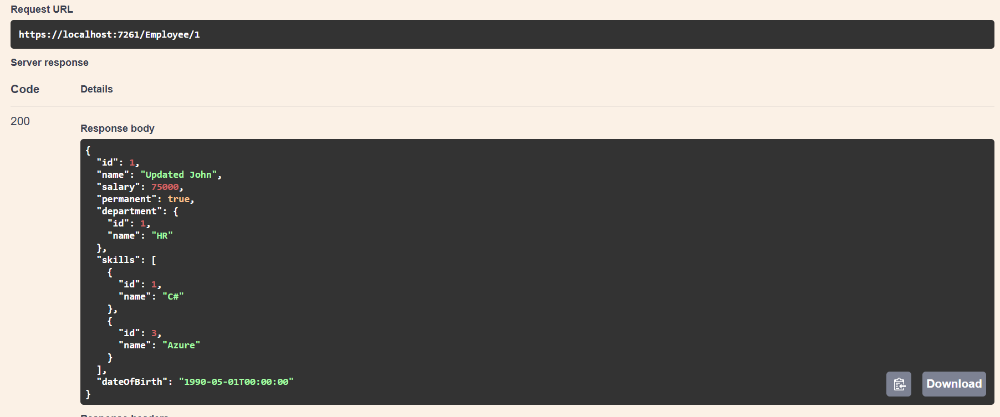 Request URL
https://localhost:7261/Employee/1
Server response
Code Details
200
Response body
{
  "id": 1,
  "name": "Updated John",
  "salary": 75000,
  "permanent": true,
  "department": {
    "id": 1,
    "name": "HR"
  },
  "skills": [
    {
      "id": 1,
      "name": "C#"
    },
    {
      "id": 3,
      "name": "Azure"
    }
  ],
  "dateOfBirth": "1990-05-01T00:00:00"
}
Download
Response headers